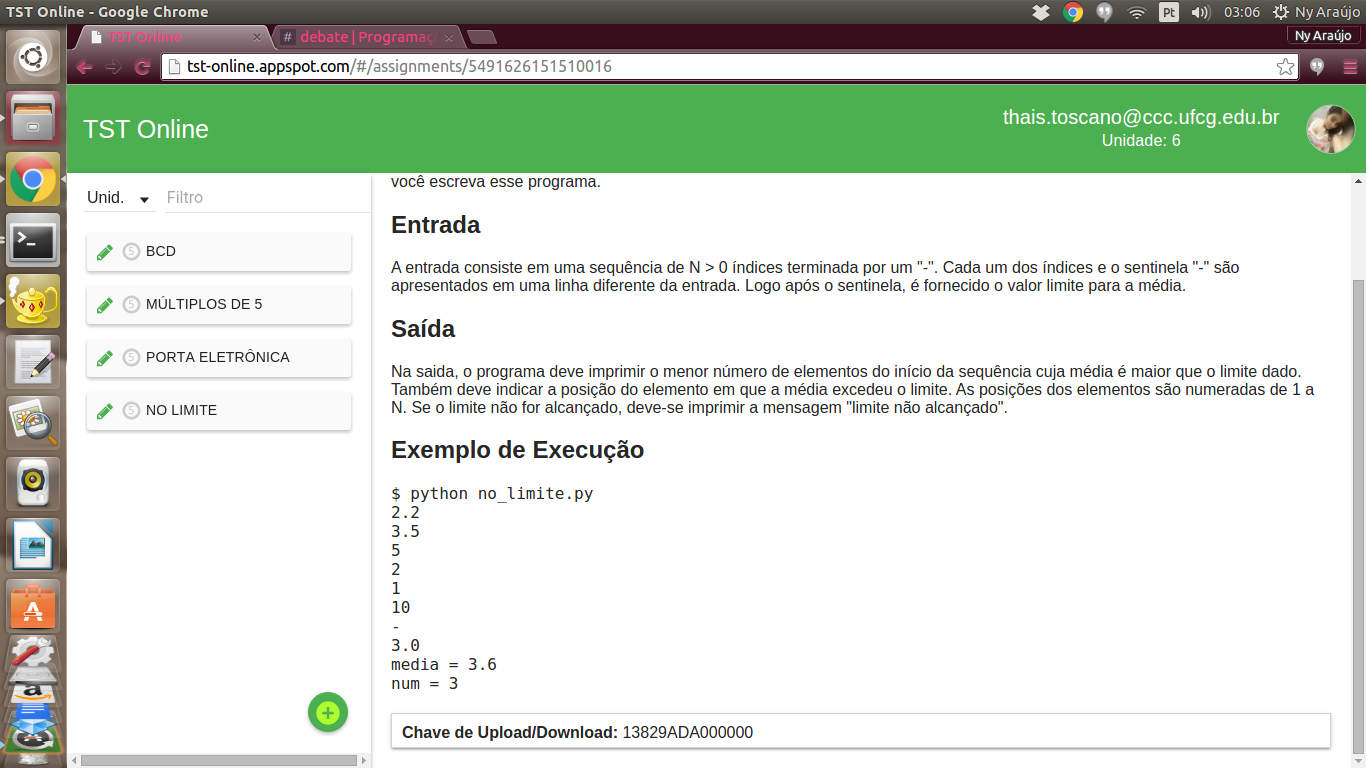 TST Online - Google Chrome
Pt
03:06
Ny Araújo
TST Online
# debate | Programaç
Ny Araújo
tst-online.appspot.com/#/assignments/5491626151510016
TST Online
thais.toscano@ccc.ufcg.edu.br
Unidade: 6
Unid.
Filtro
5 BCD
5 MÚLTIPLOS DE 5
5 PORTA ELETRÔNICA
5 NO LIMITE
você escreva esse programa.
Entrada
A entrada consiste em uma sequência de N > 0 índices terminada por um "-". Cada um dos índices e o sentinela "-" são
apresentados em uma linha diferente da entrada. Logo após o sentinela, é fornecido o valor limite para a média.
Saída
Na saida, o programa deve imprimir o menor número de elementos do início da sequência cuja média é maior que o limite dado.
Também deve indicar a posição do elemento em que a média excedeu o limite. As posições dos elementos são numeradas de 1 a
N. Se o limite não for alcançado, deve-se imprimir a mensagem "limite não alcançado".
Exemplo de Execução
$ python no_limite.py
2.2
3.5
5
2
1
10
-
3.0
media = 3.6
num = 3
Chave de Upload/Download: 13829ADA000000